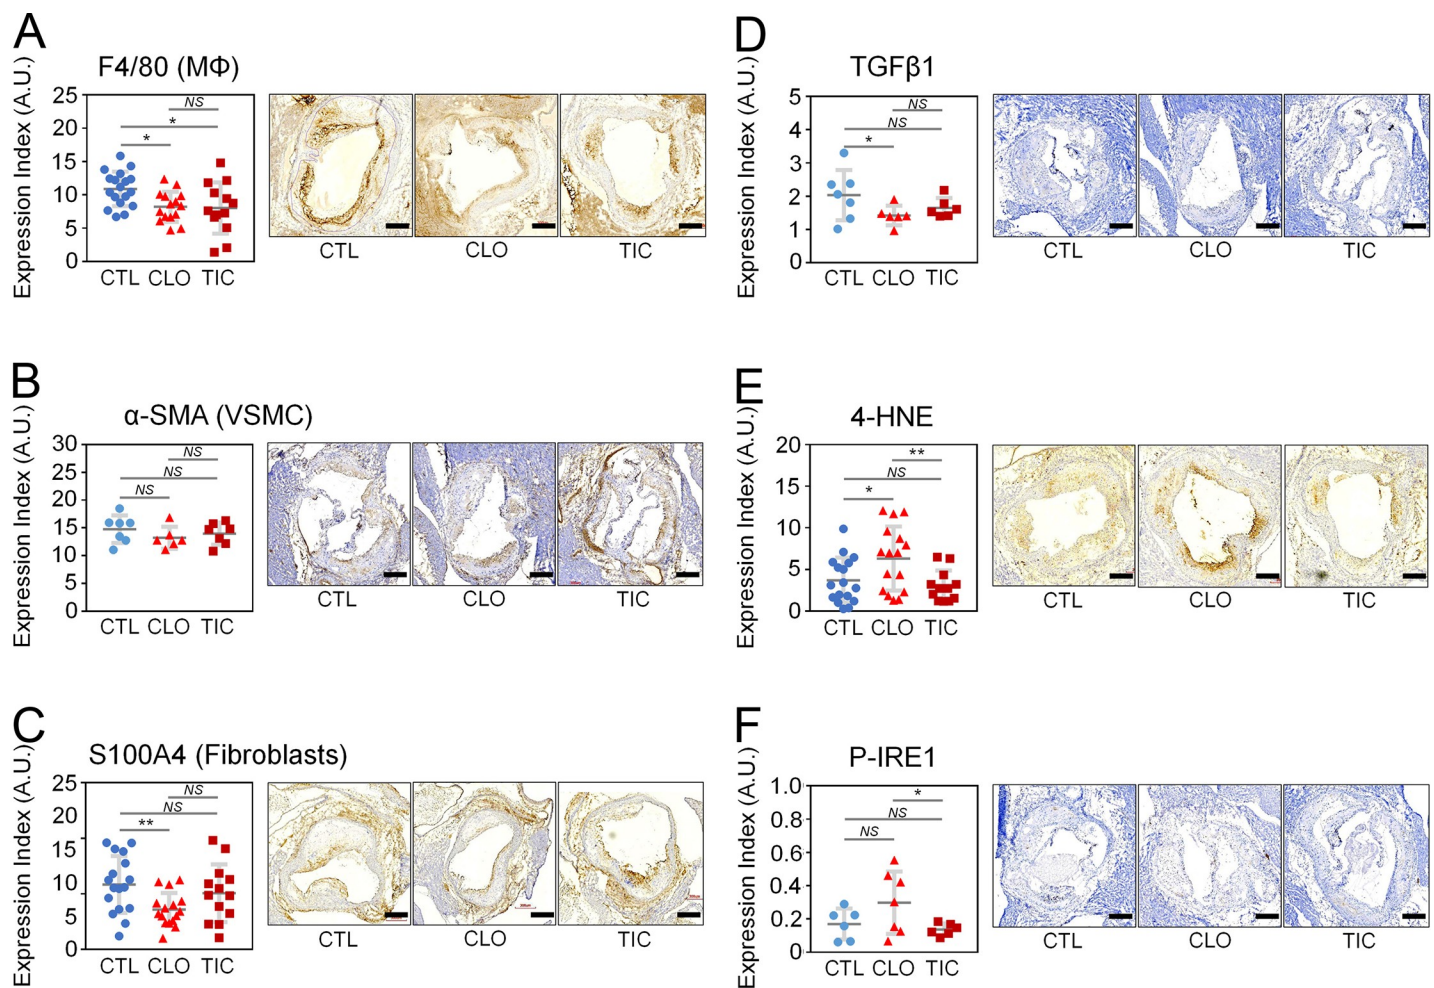 A
F4/80 (MΦ)
Expression Index (A.U.)
25
20
15
10
5
0
NS
*
*
CTL CLO TIC
CTL CLO TIC
B
α-SMA (VSMC)
Expression Index (A.U.)
30
25
20
15
10
5
0
NS
NS
NS
CTL CLO TIC
CTL CLO TIC
C
S100A4 (Fibroblasts)
Expression Index (A.U.)
25
20
15
10
5
0
NS
NS
**
CTL CLO TIC
CTL CLO TIC
D
TGFβ1
Expression Index (A.U.)
5
4
3
2
1
0
NS
NS
*
CTL CLO TIC
CTL CLO TIC
E
4-HNE
Expression Index (A.U.)
20
15
10
5
0
**
NS
*
CTL CLO TIC
CTL CLO TIC
F
P-IRE1
Expression Index (A.U.)
1.0
0.8
0.6
0.4
0.2
0
*
NS
NS
CTL CLO TIC
CTL CLO TIC